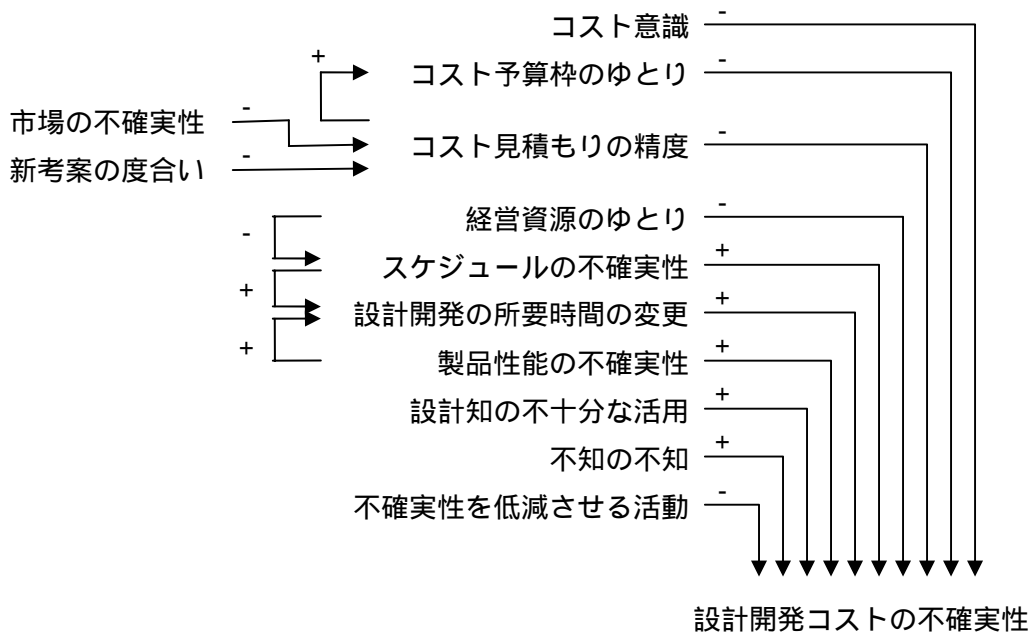 コスト意識 -
+ コスト予算枠のゆとり -
市場の不確実性 -
コスト見積もりの精度 -
新考案の度合い -
経営資源のゆとり -
-
スケジュールの不確実性 +
+
設計開発の所要時間の変更 +
+
製品性能の不確実性 +
設計知の不十分な活用 +
不知の不知 +
不確実性を低減させる活動 -
設計開発コストの不確実性